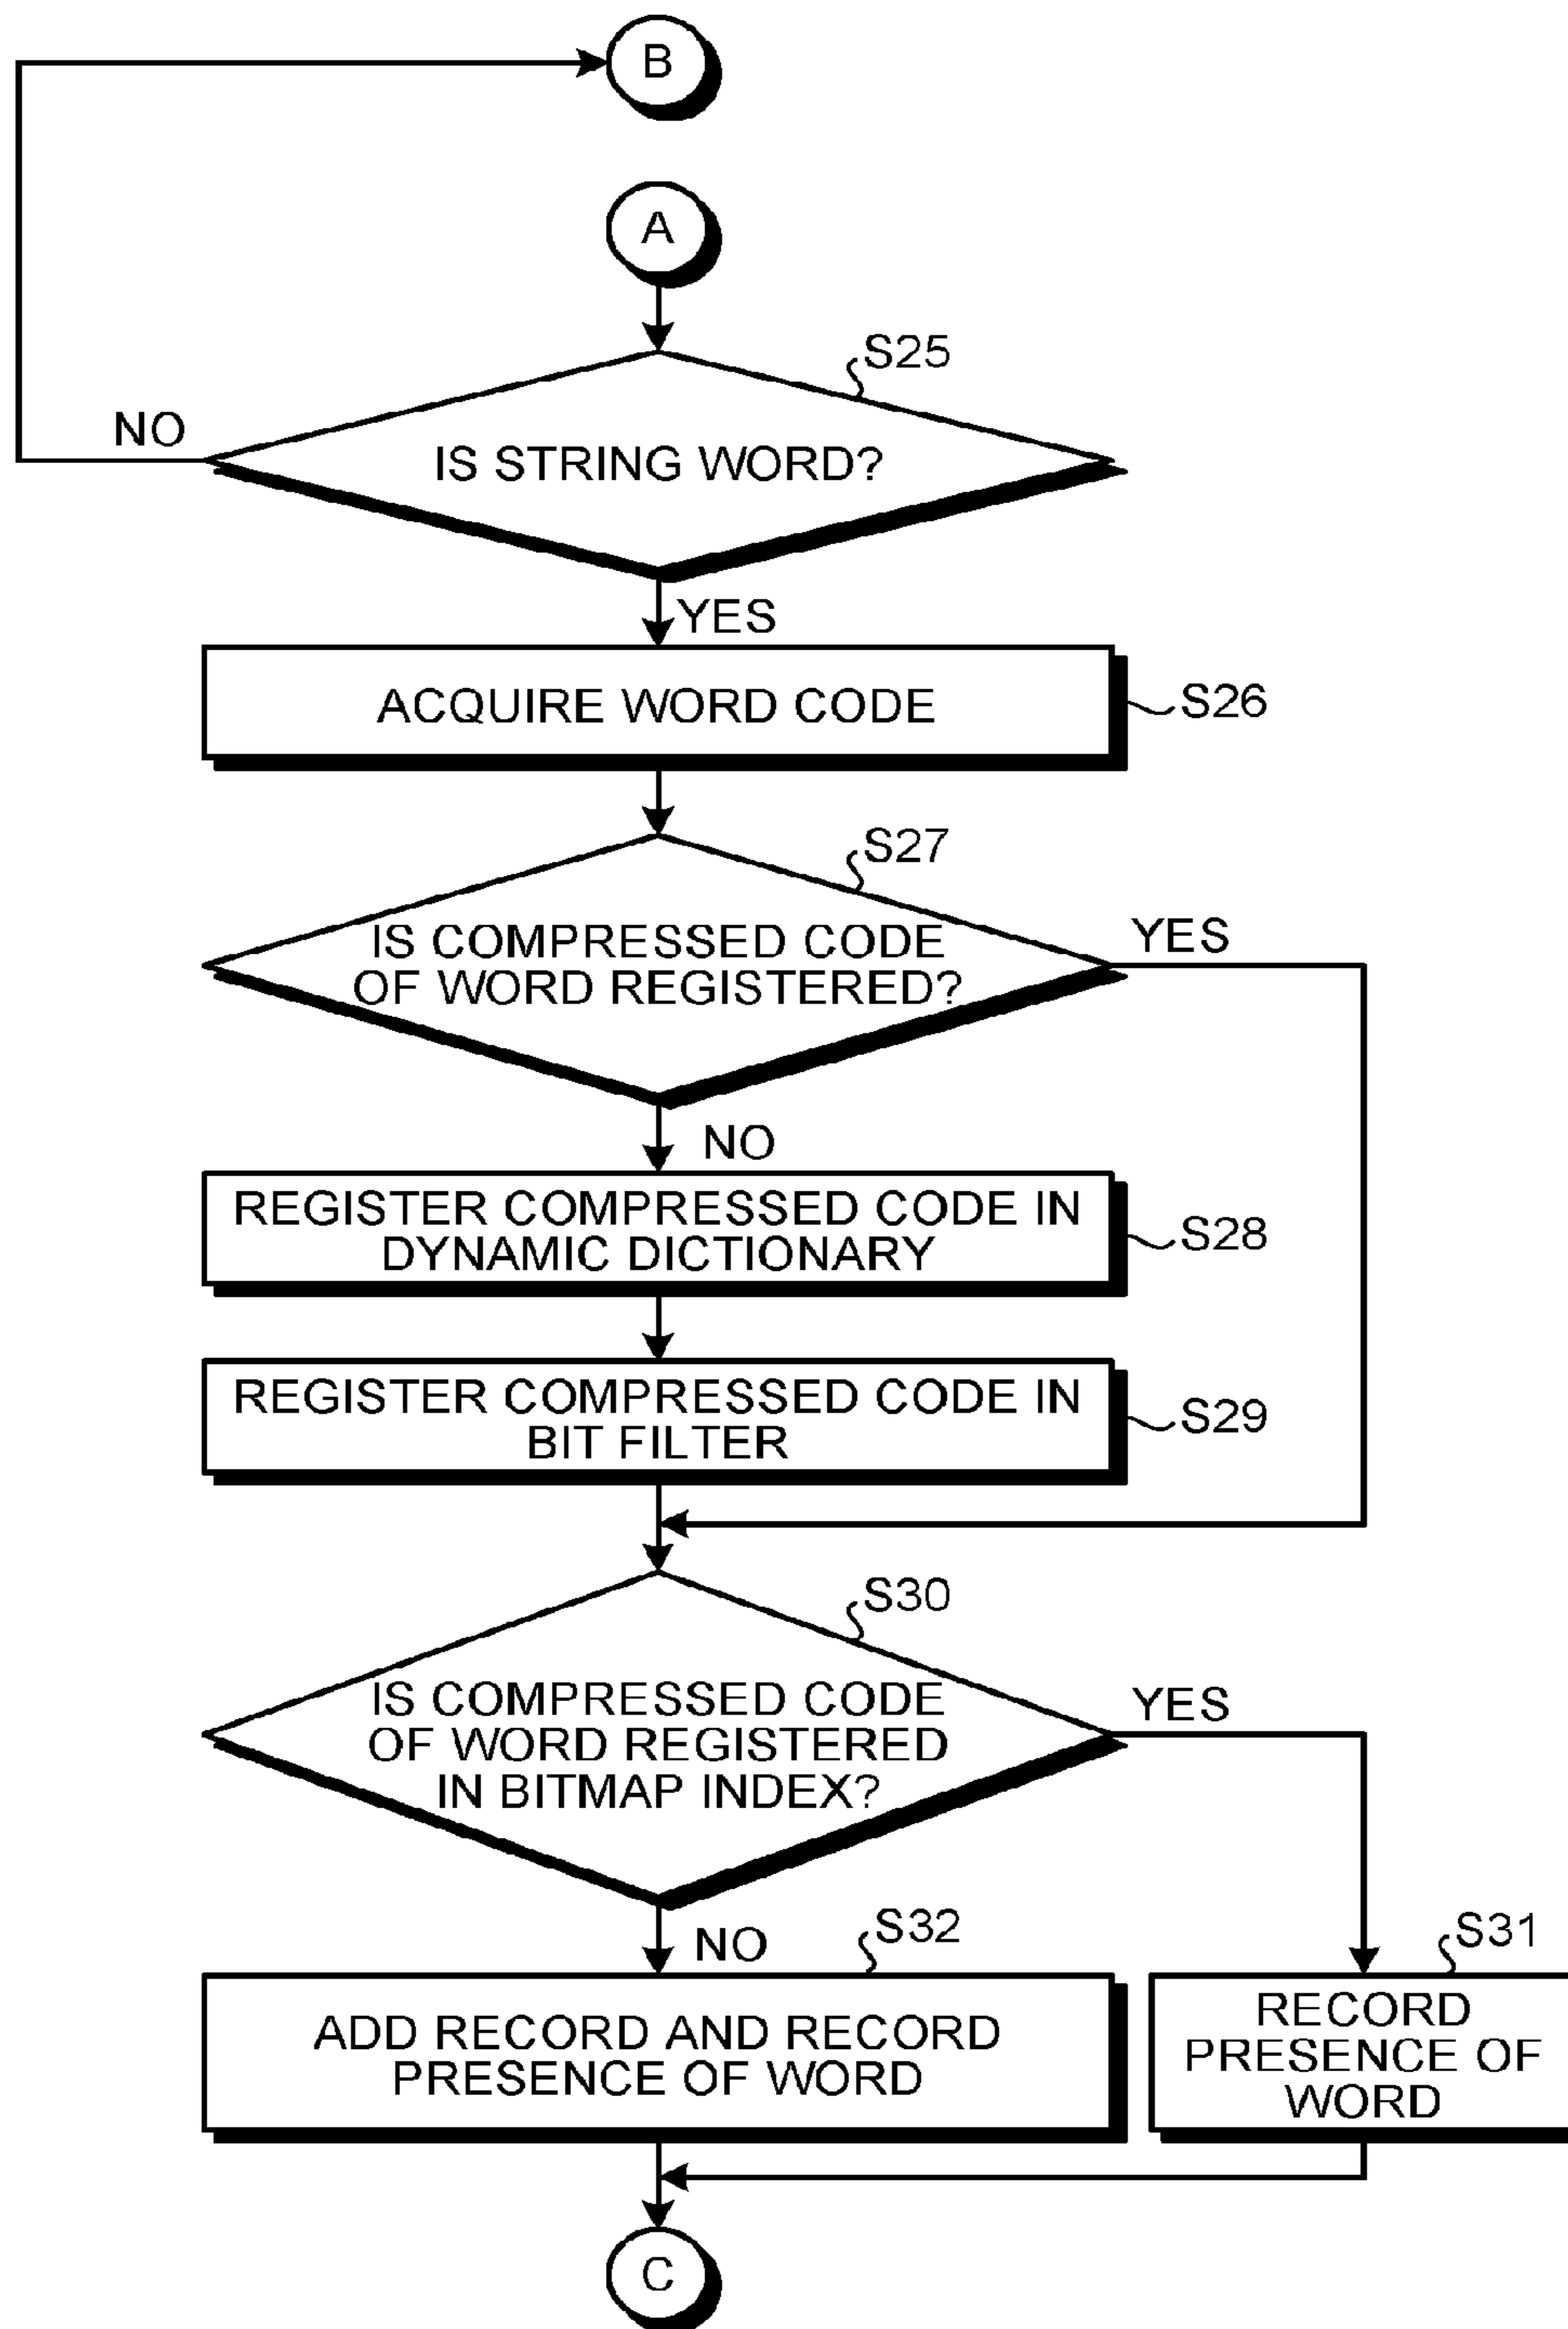 B
A
S25
NO
IS STRING WORD?
YES
ACQUIRE WORD CODE
S26
S27
IS COMPRESSED CODE
OF WORD REGISTERED?
YES
NO
REGISTER COMPRESSED CODE IN
DYNAMIC DICTIONARY
S28
REGISTER COMPRESSED CODE IN
BIT FILTER
S29
S30
IS COMPRESSED CODE
OF WORD REGISTERED
IN BITMAP INDEX?
YES
NO
S32
S31
ADD RECORD AND RECORD
PRESENCE OF WORD
RECORD
PRESENCE OF
WORD
C